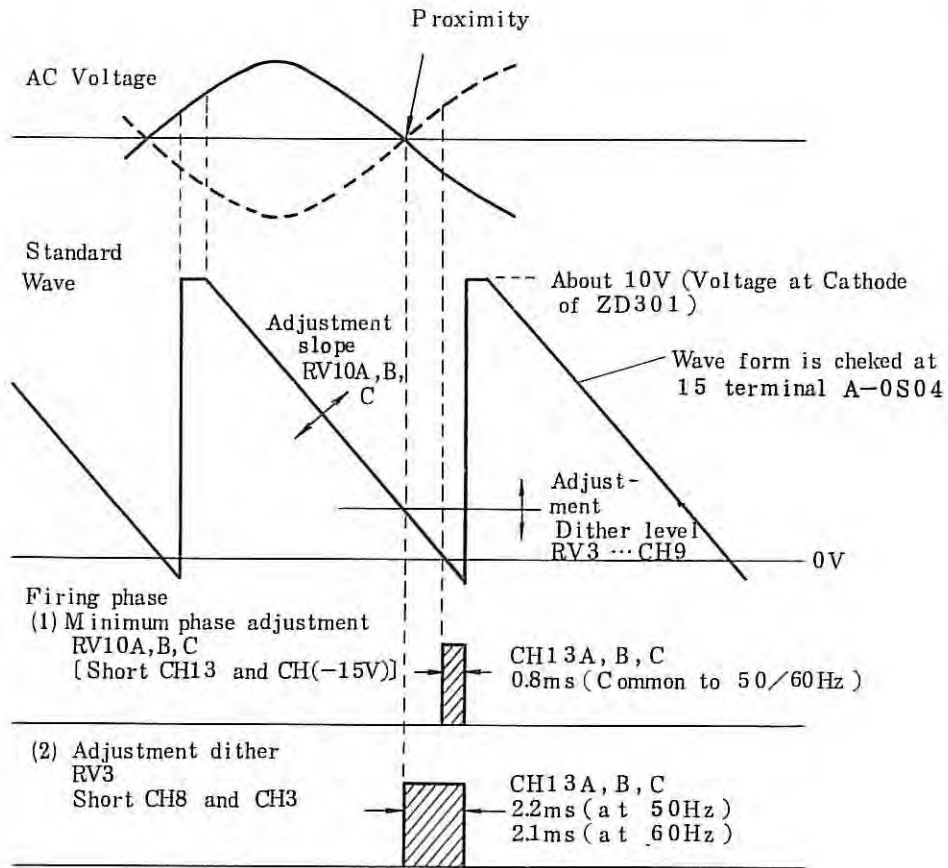 Proximity
AC Voltage
Standard
Wave
About 10V (Voltage at Cathode
of ZD301)
Adjustment
slope
RV10A,B,
C
Wave form is cheked at
15 terminal A-0S04
Adjust-
ment
Dither level
RV3 … CH9
0V
Firing phase
(1) Minimum phase adjustment
RV10A,B,C
[Short CH13 and CH(-15V)]
CH13A, B, C
0.8ms (Common to 50/60Hz)
(2) Adjustment dither
RV3
Short CH8 and CH3
CH13A, B, C
2.2ms (at 50Hz)
2.1ms (at 60Hz)